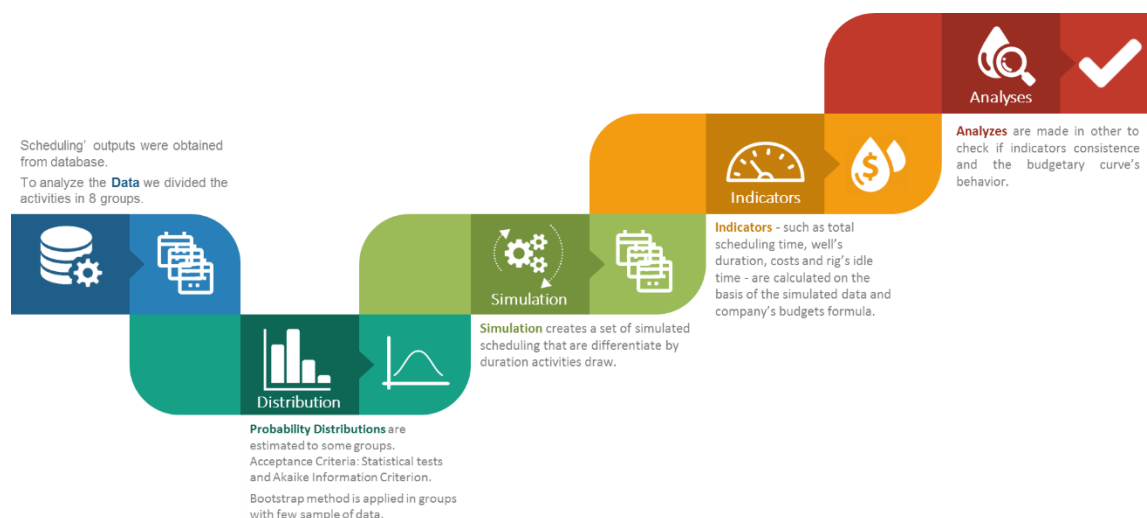 Scheduling' outputs were obtained
from database.
To analyze the Data we divided the
activities in 8 groups.
Distribution
Probability Distributions are
estimated to some groups.
Acceptance Criteria: Statistical tests
and Akaike Information Criterion.
Bootstrap method is applied in groups
with few sample of data.
Simulation
Simulation creates a set of simulated
scheduling that are differentiate by
duration activities draw.
Indicators
$
Indicators - such as total
scheduling time, well's
duration, costs and rig's idle
time - are calculated on the
basis of the simulated data and
company's budgets formula.
Analyses
Analyzes are made in other to
check if indicators consistence
and the budgetary curve's
behavior.